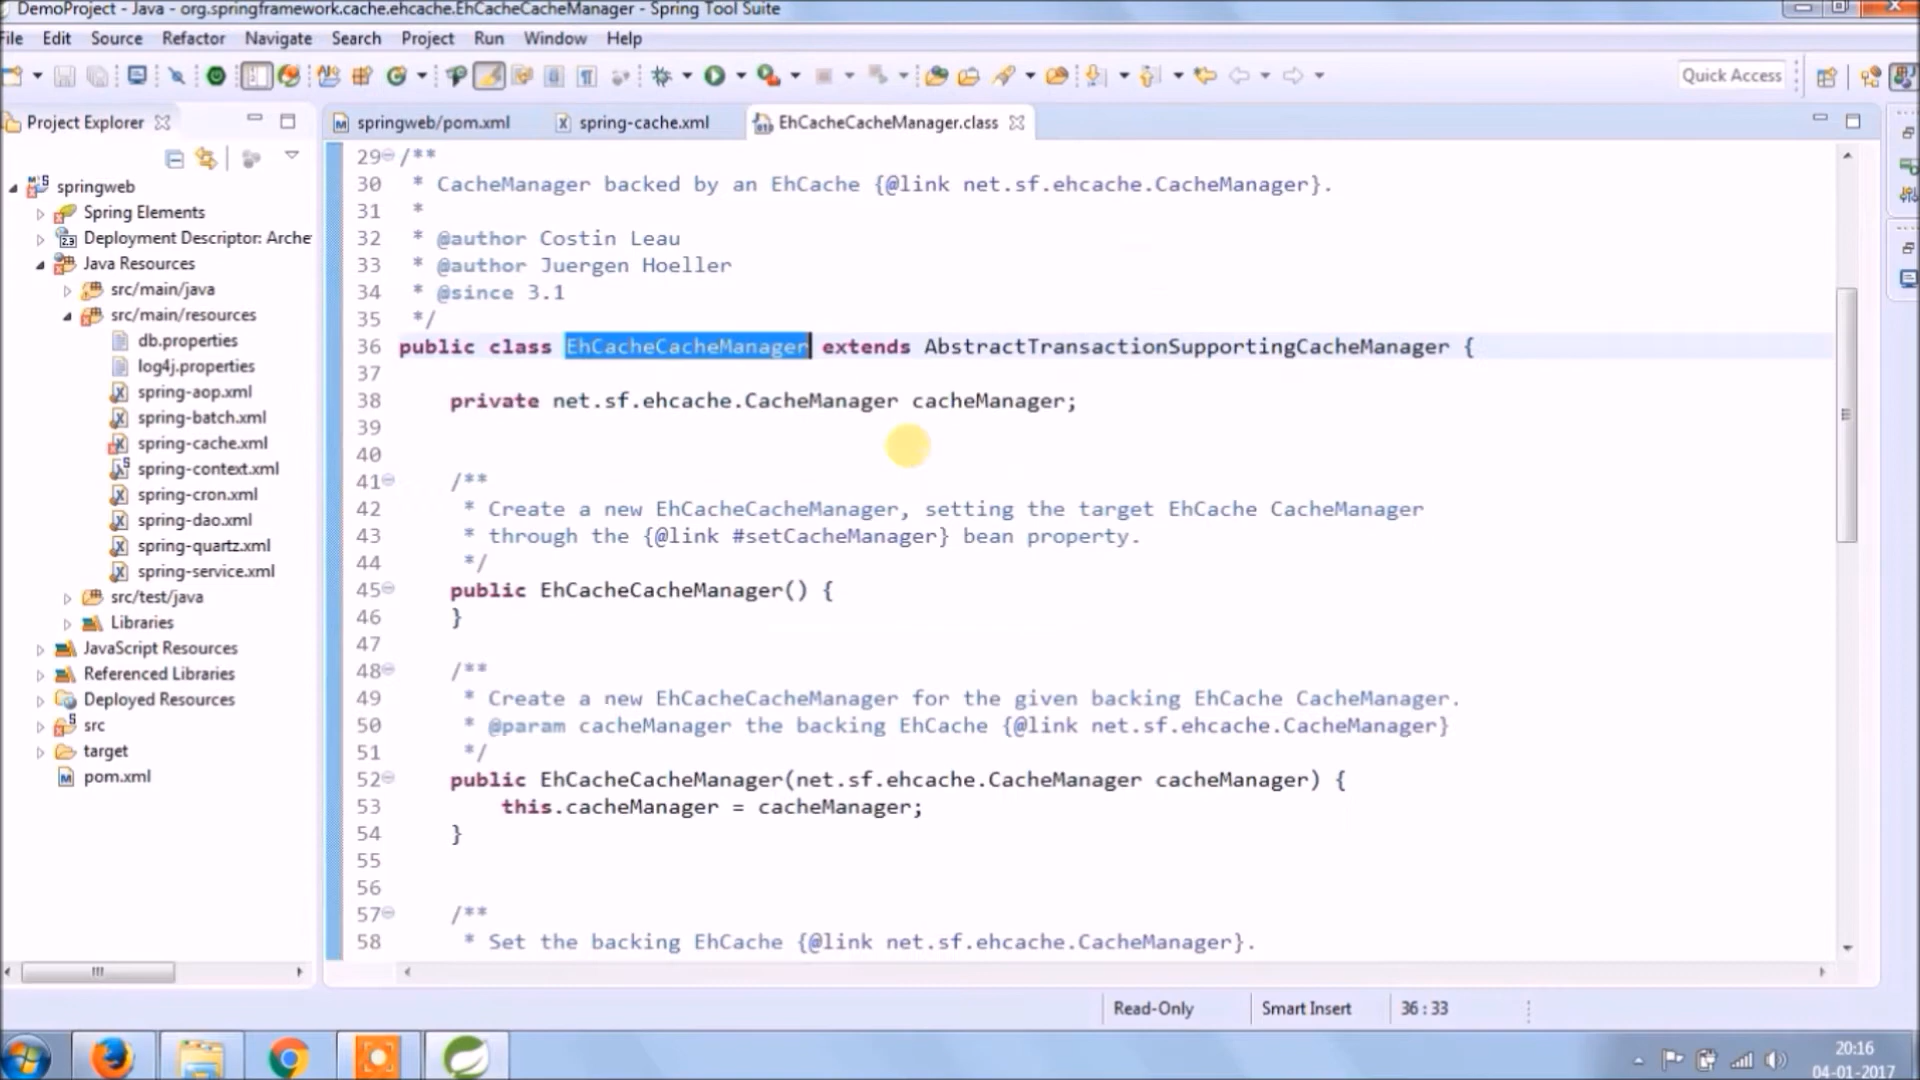 DemoProject - Java - org.springframework.cache.ehcache.EhCacheCacheManager - Spring Tool Suite
File Edit Source Refactor Navigate Search Project Run Window Help
Quick Access
Project Explorer
springweb
Spring Elements
Deployment Descriptor: Arche
Java Resources
src/main/java
src/main/resources
db.properties
log4j.properties
spring-aop.xml
spring-batch.xml
spring-cache.xml
spring-context.xml
spring-cron.xml
spring-dao.xml
spring-quartz.xml
spring-service.xml
src/test/java
Libraries
JavaScript Resources
Referenced Libraries
Deployed Resources
src
target
pom.xml
springweb/pom.xml spring-cache.xml EhCacheCacheManager.class
29 /**
30 * CacheManager backed by an EhCache {@link net.sf.ehcache.CacheManager}.
31 *
32 * @author Costin Leau
33 * @author Juergen Hoeller
34 * @since 3.1
35 */
36 public class EhCacheCacheManager extends AbstractTransactionSupportingCacheManager {
37
38 private net.sf.ehcache.CacheManager cacheManager;
39
40
41 /**
42 * Create a new EhCacheCacheManager, setting the target EhCache CacheManager
43 * through the {@link #setCacheManager} bean property.
44 */
45 public EhCacheCacheManager() {
46 }
47
48 /**
49 * Create a new EhCacheCacheManager for the given backing EhCache CacheManager.
50 * @param cacheManager the backing EhCache {@link net.sf.ehcache.CacheManager}
51 */
52 public EhCacheCacheManager(net.sf.ehcache.CacheManager cacheManager) {
53 this.cacheManager = cacheManager;
54 }
55
56
57 /**
58 * Set the backing EhCache {@link net.sf.ehcache.CacheManager}.
Read-Only Smart Insert 36 : 33
20:16
04-01-2017